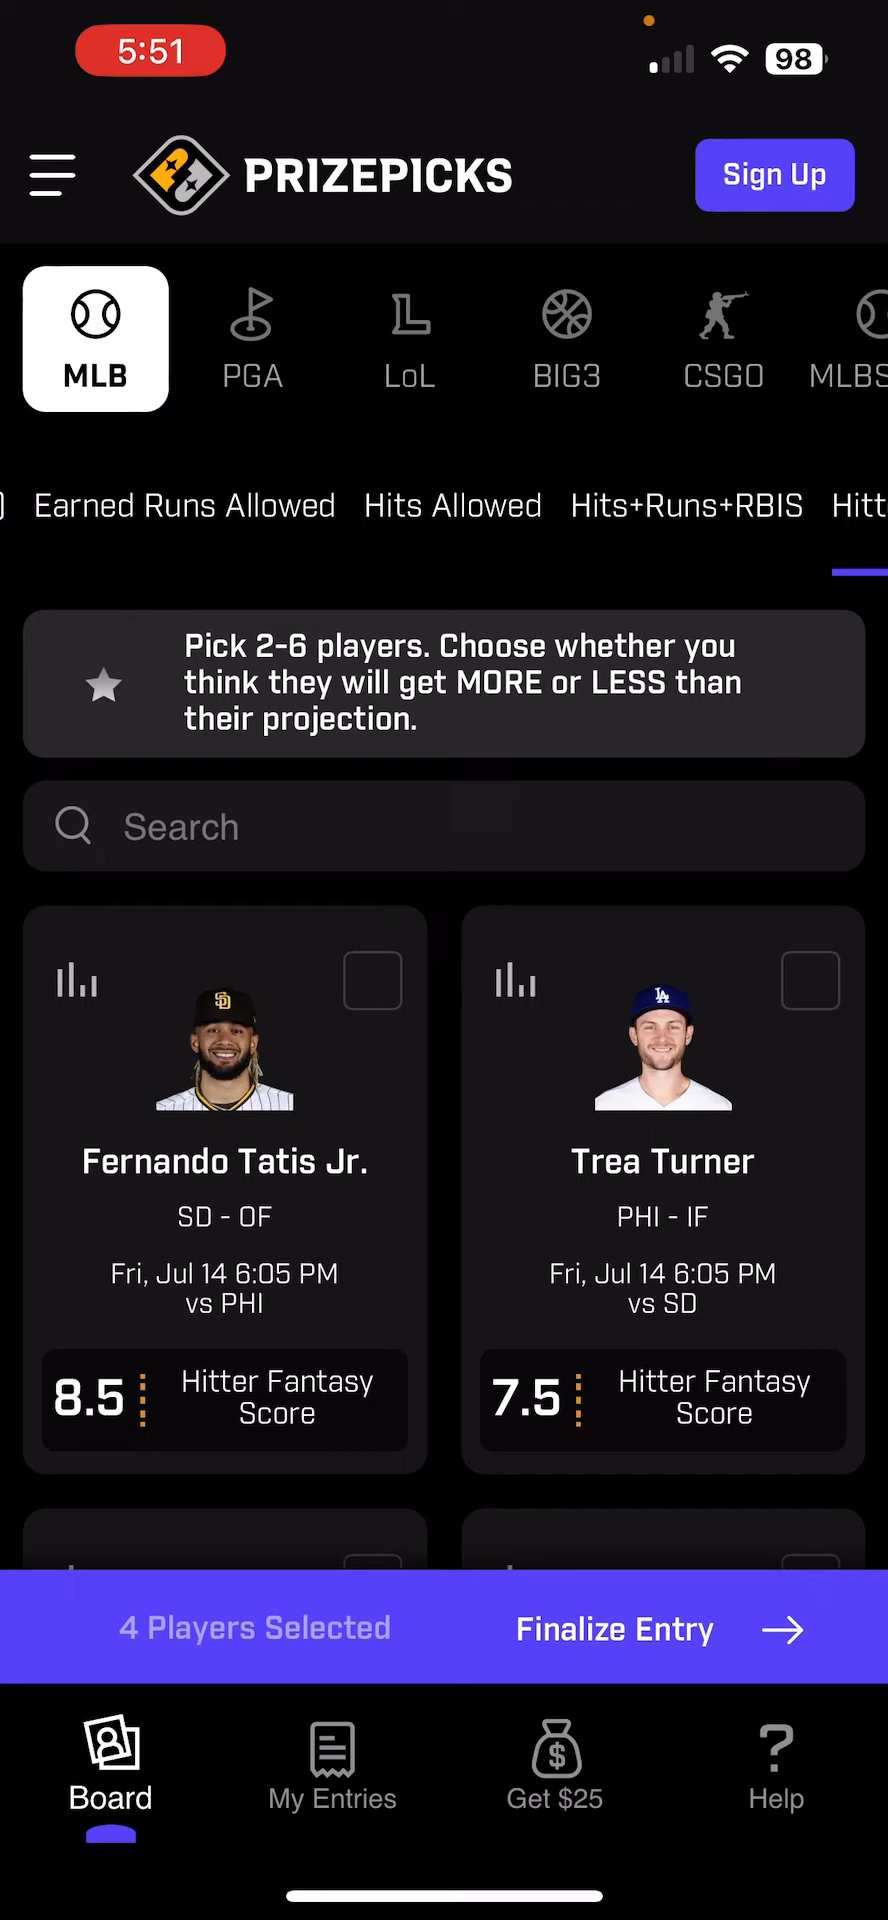 5:51
98
PRIZEPICKS
Sign Up
MLB
PGA
LoL
BIG3
CSGO
MLBS
Earned Runs Allowed
Hits Allowed
Hits+Runs+RBIS
Hitt
Pick 2-6 players. Choose whether you
think they will get MORE or LESS than
their projection.
Search
SD
LA
Fernando Tatis Jr.
SD - OF
Fri, Jul 14 6:05 PM
vs PHI
8.5
Hitter Fantasy
Score
Trea Turner
PHI - IF
Fri, Jul 14 6:05 PM
vs SD
7.5
Hitter Fantasy
Score
4 Players Selected
Finalize Entry
Board
My Entries
Get $25
Help